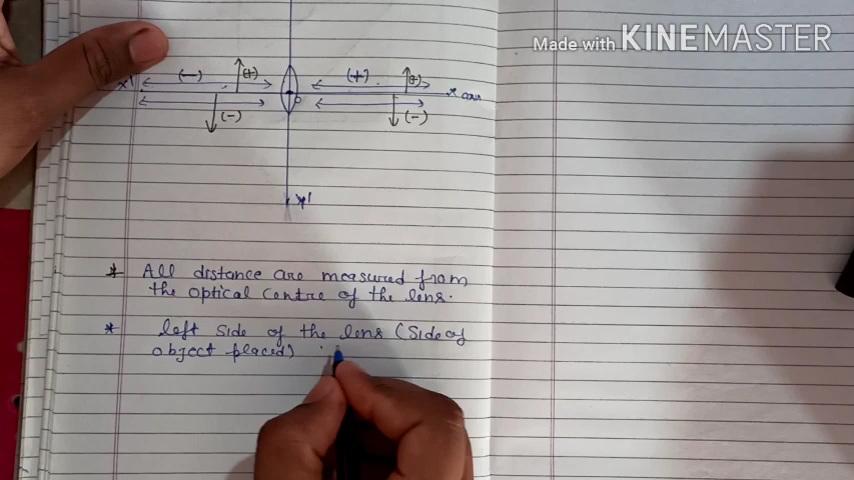 Made with KINEMASTER
(-) (+) (+) (+)
x' o
(-) (-)
* All distance are measured from
the optical centre of the lens.
* left side of the lens (side of
object placed)